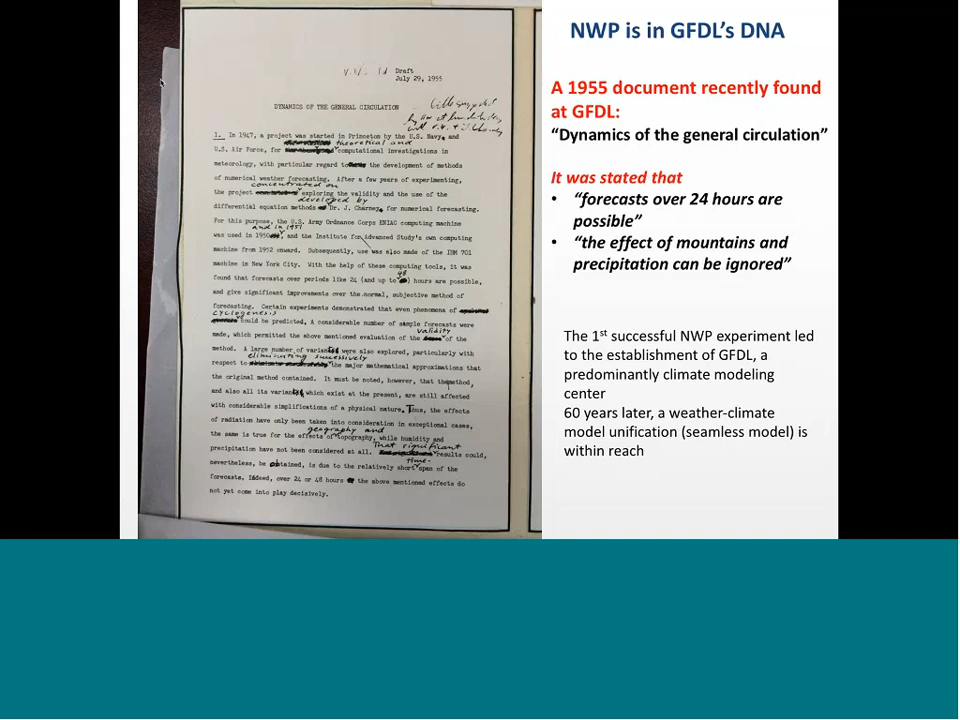 Draft
July 29, 1955
DYNAMICS OF THE GENERAL CIRCULATION
1. In 1947, a project was started in Princeton by the U.S. Navy, and
theoretical and
U.S. Air Force, for computational investigations in
meteorology, with particular regard to the development of methods
of numerical weather forecasting. After a few years of experimenting,
concentrated on
the project exploring the validity and the use of the
developed by
differential equation methods Dr. J. Charney, for numerical forecasting.
For this purpose, the U.S. Army Ordnance Corps ENIAC computing machine
and in 1951
was used in 1950, and the Institute for Advanced Study's own computing
machine from 1952 onward. Subsequently, use was also made of the IBM 701
machine in New York City. With the help of these computing tools, it was
48
found that forecasts over periods like 24 (and up to ) hours are possible,
and give significant improvements over the normal, subjective method of
forecasting. Certain experiments demonstrated that even phenomena of
cyclogenesis
could be predicted, A considerable number of sample forecasts were
validity
made, which permitted the above mentioned evaluation of the of the
method. A large number of variants were also explored, particularly with
eliminating successively
respect to the major mathematical approximations that
the original method contained. It must be noted, however, that the method,
and also all its variants, which exist at the present, are still affected
with considerable simplifications of a physical nature. Thus, the effects
of radiation have only been taken into consideration in exceptional cases,
geography and
the same is true for the effects of topography, while humidity and
That significant
precipitation have not been considered at all. results could,
time-
nevertheless, be obtained, is due to the relatively short span of the
forecasts. Indeed, over 24 or 48 hours the above mentioned effects do
not yet come into play decisively.
NWP is in GFDL’s DNA
A 1955 document recently found
at GFDL:
“Dynamics of the general circulation”
It was stated that
• “forecasts over 24 hours are
possible”
• “the effect of mountains and
precipitation can be ignored”
The 1st successful NWP experiment led
to the establishment of GFDL, a
predominantly climate modeling
center
60 years later, a weather-climate
model unification (seamless model) is
within reach